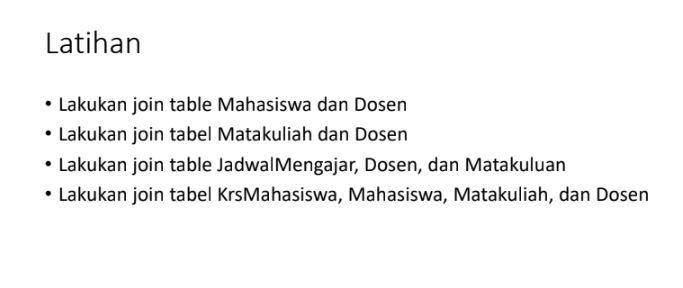 Latihan
• Lakukan join table Mahasiswa dan Dosen
• Lakukan join tabel Matakuliah dan Dosen
• Lakukan join table JadwalMengajar, Dosen, dan Matakuluan
• Lakukan join tabel KrsMahasiswa, Mahasiswa, Matakuliah, dan Dosen